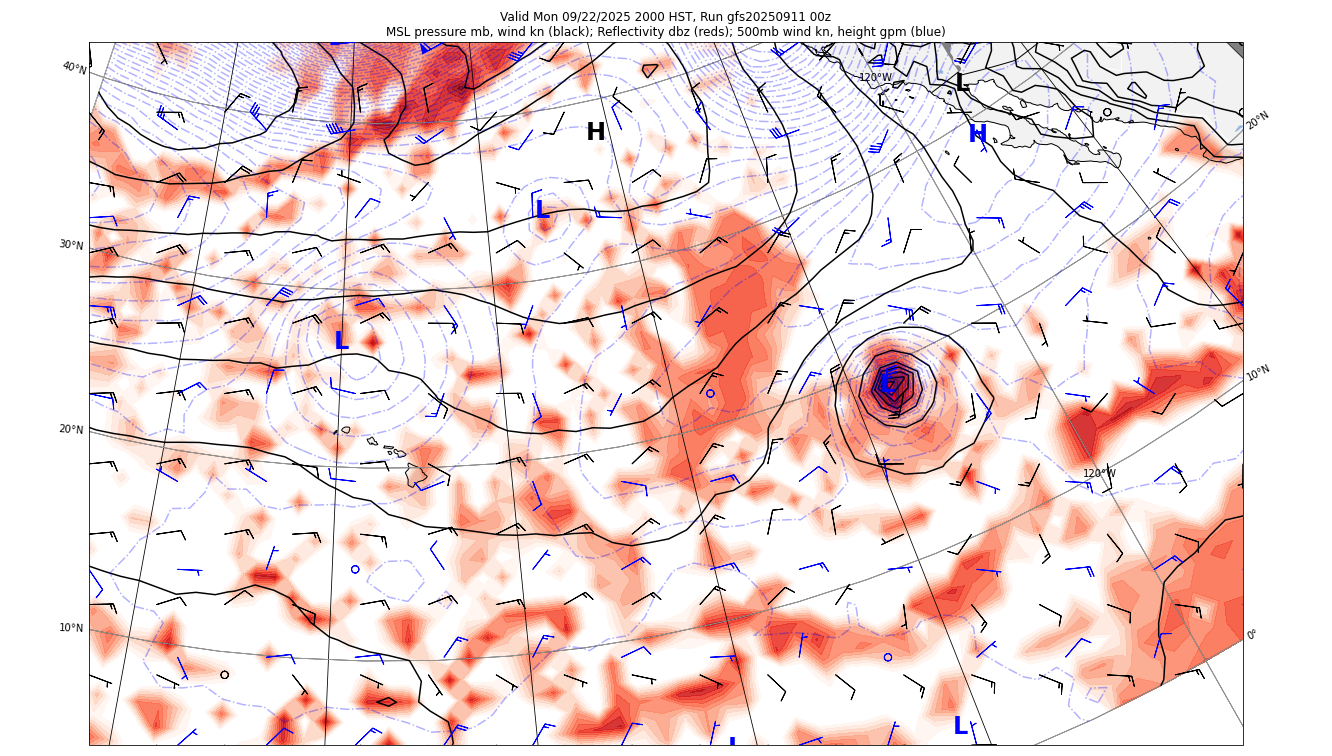 Valid Mon 09/22/2025 2000 HST, Run gfs20250911 00z
MSL pressure mb, wind kn (black); Reflectivity dbz (reds); 500mb wind kn, height gpm (blue)
40°N
120°W
L
20°N
H
H
L
30°N
L
10°N
L
20°N
120°W
10°N
0°
L
L